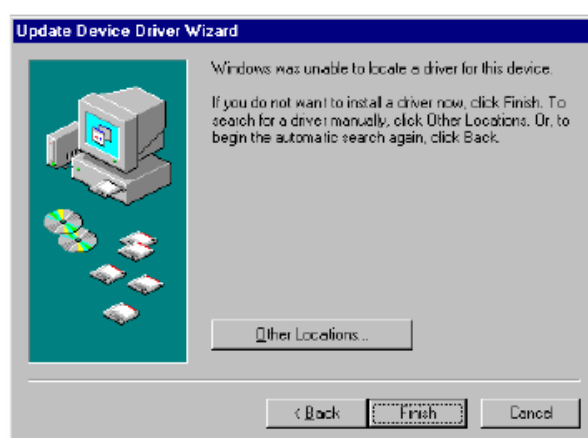 Update Device Driver Wizard
Windows was unable to locate a driver for this device.
If you do not want to install a driver now, click Finish. To
search for a driver manually, click Other Locations. Or, to
begin the automatic search again, click Back.
Other Locations...
< Back
Finish
Cancel